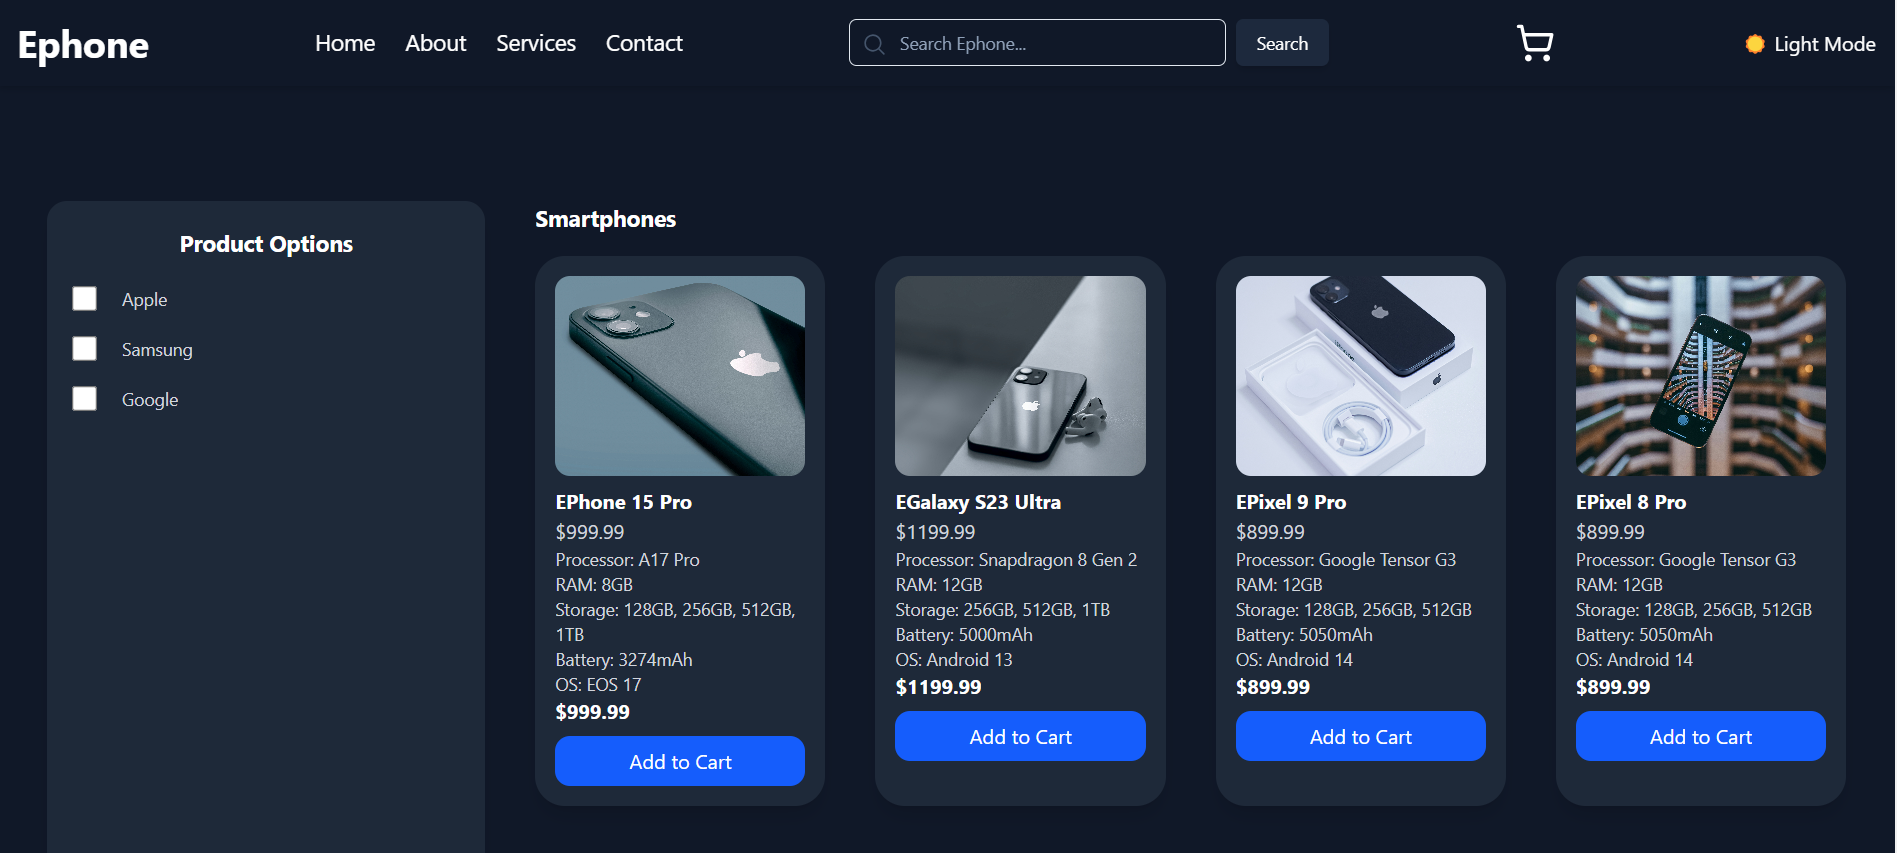 Ephone
Home
About
Services
Contact
Search Ephone...
Search
Light Mode
Product Options
Apple
Samsung
Google
Smartphones
EPhone 15 Pro
$999.99
Processor: A17 Pro
RAM: 8GB
Storage: 128GB, 256GB, 512GB,
1TB
Battery: 3274mAh
OS: EOS 17
$999.99
Add to Cart
EGalaxy S23 Ultra
$1199.99
Processor: Snapdragon 8 Gen 2
RAM: 12GB
Storage: 256GB, 512GB, 1TB
Battery: 5000mAh
OS: Android 13
$1199.99
Add to Cart
EPixel 9 Pro
$899.99
Processor: Google Tensor G3
RAM: 12GB
Storage: 128GB, 256GB, 512GB
Battery: 5050mAh
OS: Android 14
$899.99
Add to Cart
EPixel 8 Pro
$899.99
Processor: Google Tensor G3
RAM: 12GB
Storage: 128GB, 256GB, 512GB
Battery: 5050mAh
OS: Android 14
$899.99
Add to Cart